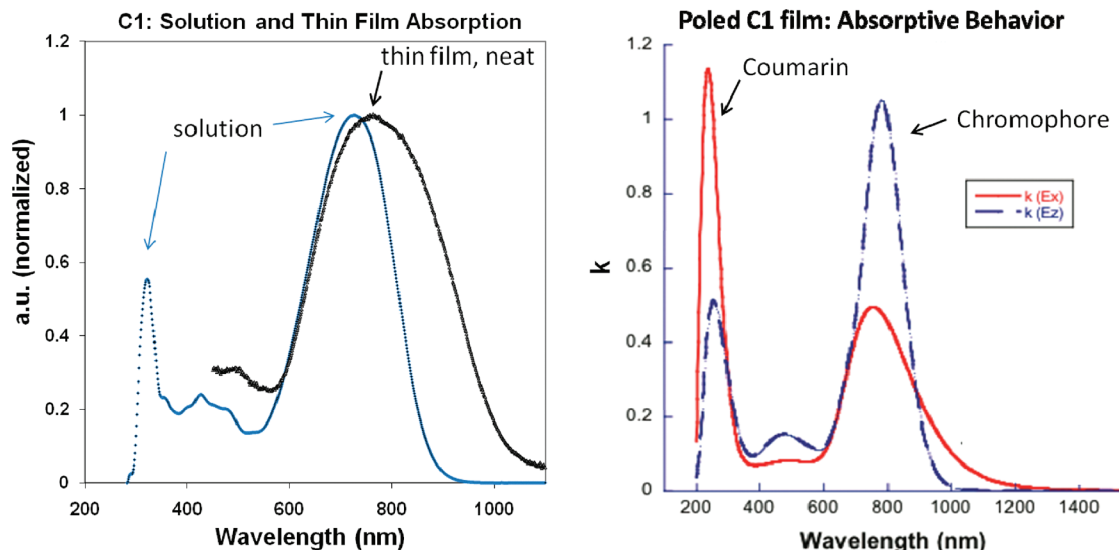 C1: Solution and Thin Film Absorption
1.2
1
0.8
0.6
0.4
0.2
0
a.u. (normalized)
thin film, neat
solution
200 400 600 800 1000
Wavelength (nm)
Poled C1 film: Absorptive Behavior
1.2
1
0.8
0.6
0.4
0.2
0
k
Coumarin
Chromophore
k (Ex)
k (Ez)
200 400 600 800 1000 1200 1400
Wavelength (nm)